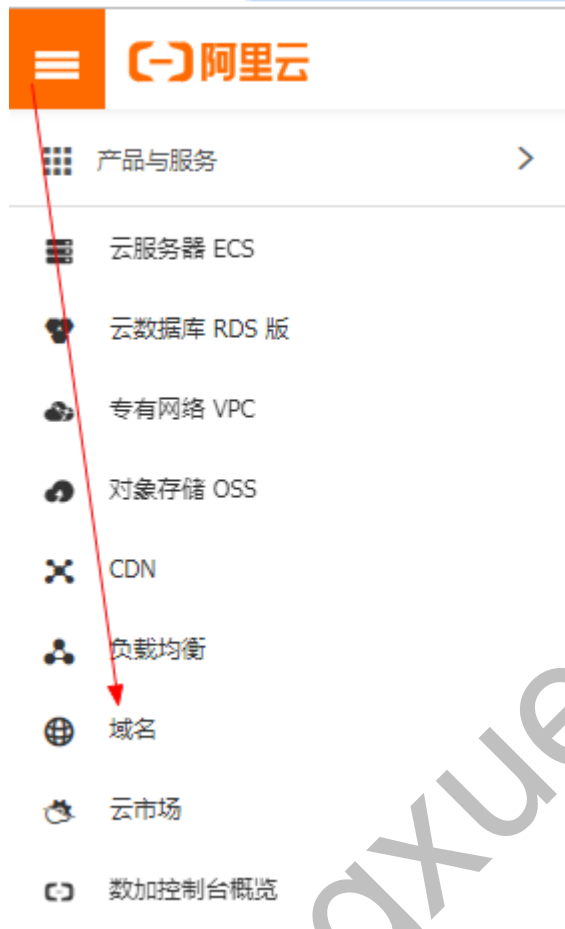 阿里云
产品与服务
云服务器 ECS
云数据库 RDS 版
专有网络 VPC
对象存储 OSS
CDN
负载均衡
域名
云市场
数加控制台概览